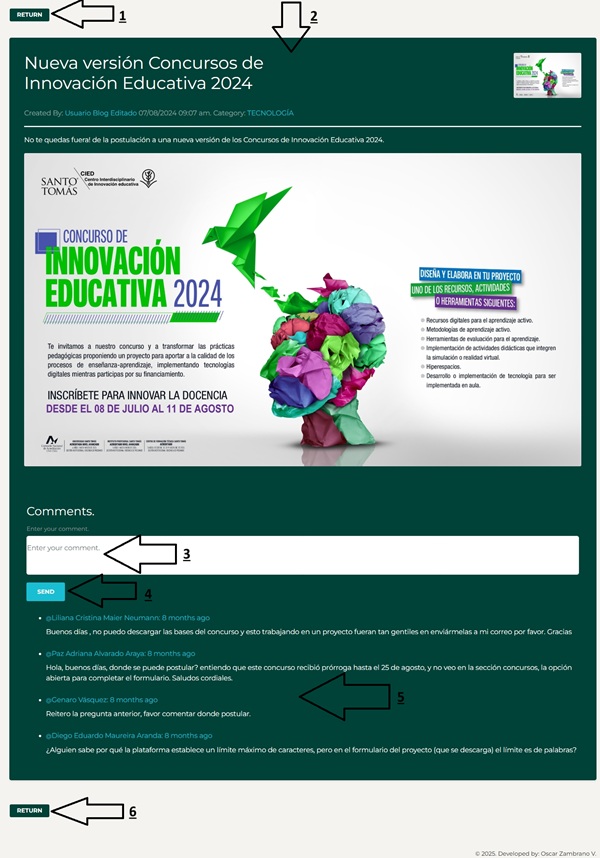 RETURN
1
2
Nueva versión Concursos de
Innovación Educativa 2024
Created By: Usuario Blog Editado 07/08/2024 09:07 am. Category: TECNOLOGÍA
No te quedas fuera! de la postulación a una nueva versión de los Concursos de Innovación Educativa 2024.
SANTO TOMAS
CIED
Centro Interdisciplinario
de Innovación educativa
CONCURSO DE
INNOVACIÓN
EDUCATIVA 2024
Te invitamos a nuestro concurso y a transformar las prácticas
pedagógicas proponiendo un proyecto para aportar a la calidad de los
procesos de enseñanza-aprendizaje, implementando tecnologías
digitales mientras participas por su financiamiento.
INSCRÍBETE PARA INNOVAR LA DOCENCIA
DESDE EL 08 DE JULIO AL 11 DE AGOSTO
DISEÑA Y ELABORA EN TU PROYECTO
UNO DE LOS RECURSOS, ACTIVIDADES
O HERRAMIENTAS SIGUIENTES:
Recursos digitales para el aprendizaje activo.
Metodologías de aprendizaje activo.
Herramientas de evaluación para el aprendizaje.
Implementación de actividades didácticas que integren
la simulación o realidad virtual.
Hiperespacios.
Desarrollo o implementación de tecnología para ser
implementada en aula.
Comments.
Enter your comment.
Enter your comment.
3
SEND
4
@Liliana Cristina Maier Neumann: 8 months ago
Buenos días , no puedo descargar las bases del concurso y esto trabajando en un proyecto fueran tan gentiles en enviármelas a mi correo por favor. Gracias
@Paz Adriana Alvarado Araya: 8 months ago
Hola, buenos días, donde se puede postular? entiendo que este concurso recibió prórroga hasta el 25 de agosto, y no veo en la sección concursos, la opción
abierta para completar el formulario. Saludos cordiales.
@Genaro Vásquez: 8 months ago
5
Reitero la pregunta anterior, favor comentar donde postular.
@Diego Eduardo Maureira Aranda: 8 months ago
¿Alguien sabe por qué la plataforma establece un límite máximo de caracteres, pero en el formulario del proyecto (que se descarga) el límite es de palabras?
RETURN
6
© 2025. Developed by: Oscar Zambrano V.